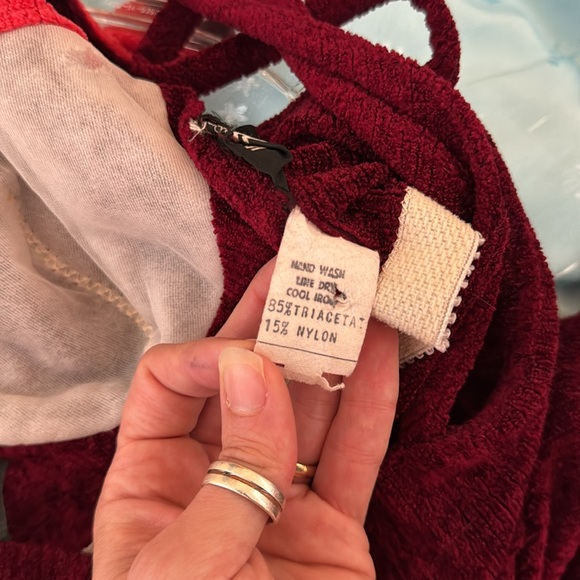 HAND WASH
LINE DRY
COOL IRON
85% TRIACETAT
15% NYLON